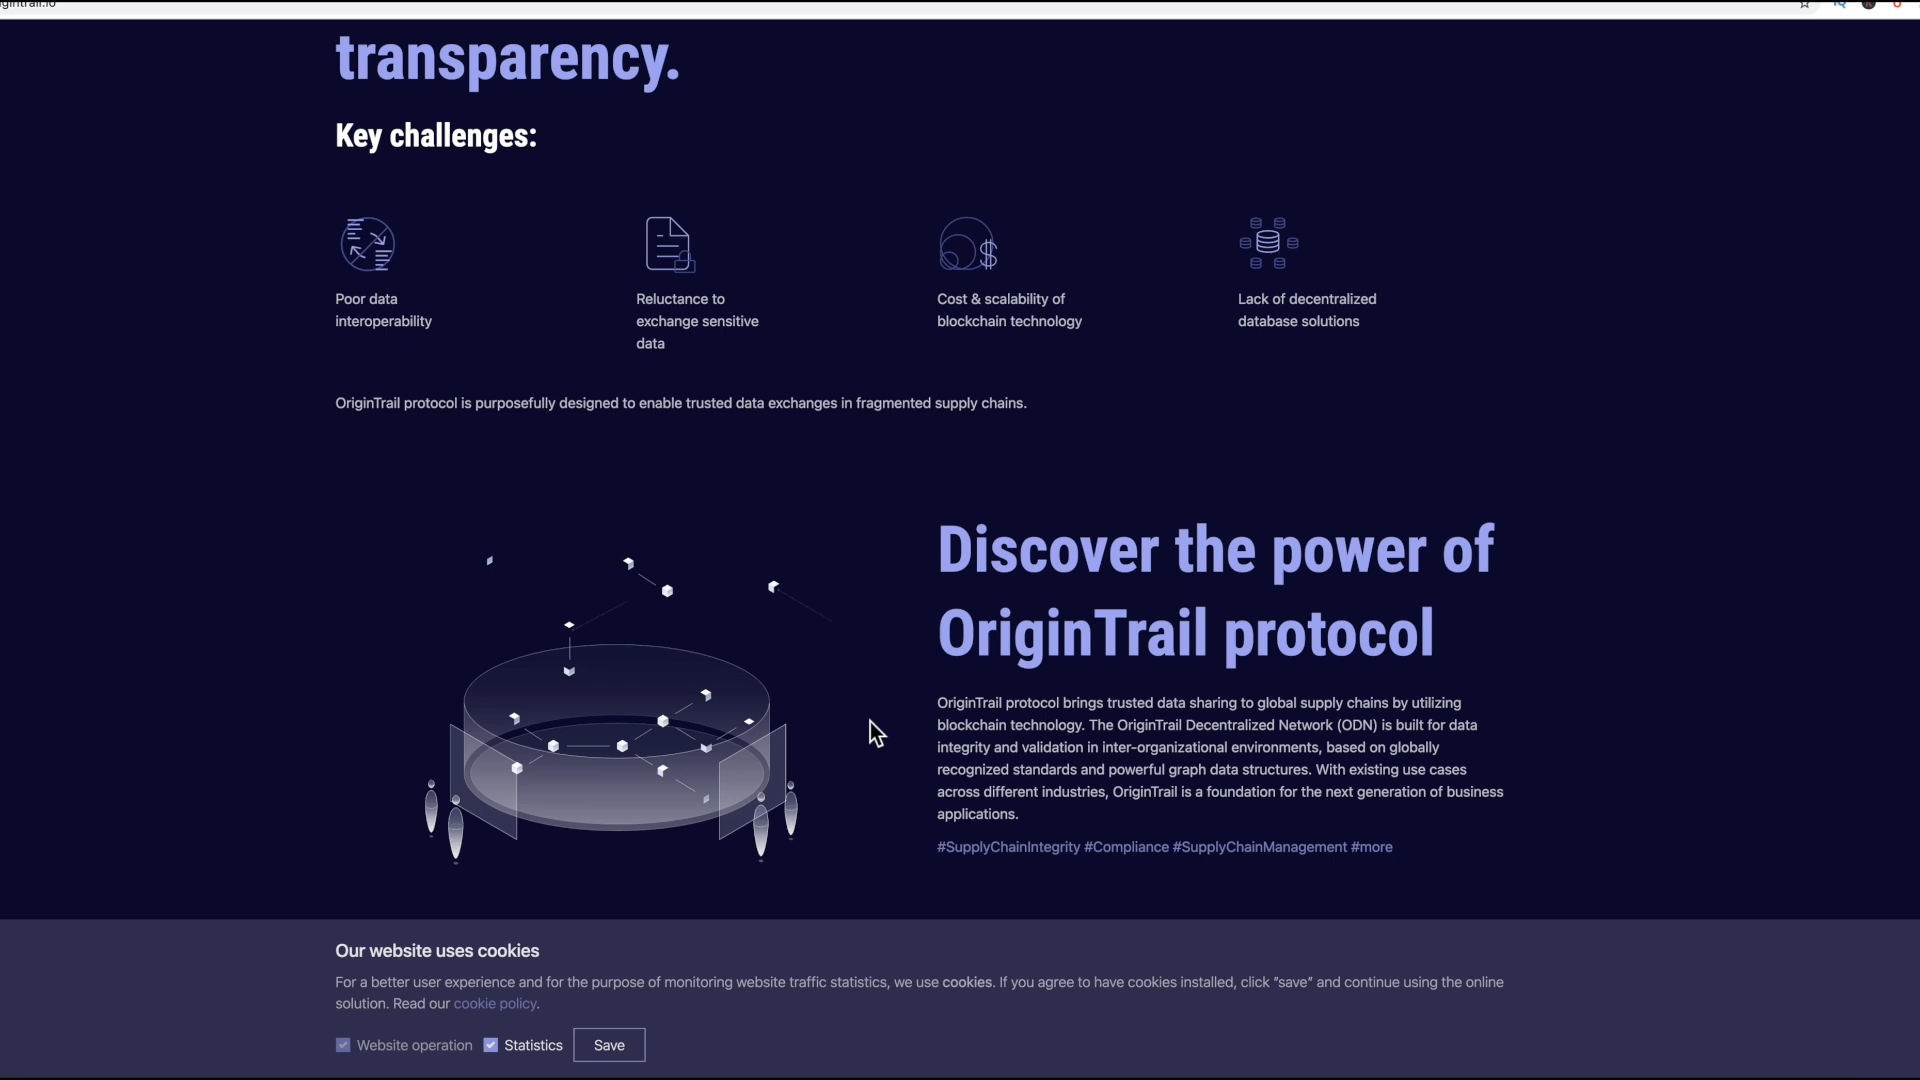 transparency.
Key challenges:
Poor data
interoperability
Reluctance to
exchange sensitive
data
Cost & scalability of
blockchain technology
Lack of decentralized
database solutions
OriginTrail protocol is purposefully designed to enable trusted data exchanges in fragmented supply chains.
Discover the power of
OriginTrail protocol
OriginTrail protocol brings trusted data sharing to global supply chains by utilizing
blockchain technology. The OriginTrail Decentralized Network (ODN) is built for data
integrity and validation in inter-organizational environments, based on globally
recognized standards and powerful graph data structures. With existing use cases
across different industries, OriginTrail is a foundation for the next generation of business
applications.
#SupplyChainIntegrity #Compliance #SupplyChainManagement #more
Our website uses cookies
For a better user experience and for the purpose of monitoring website traffic statistics, we use cookies. If you agree to have cookies installed, click "save" and continue using the online
solution. Read our cookie policy.
Website operation Statistics Save